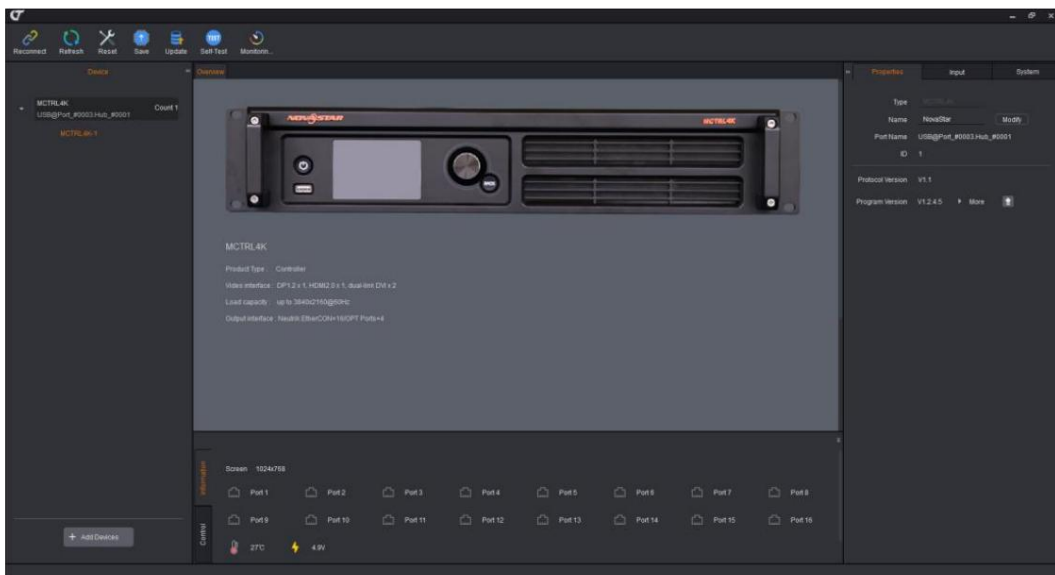 Reconnect Refresh Reset Save Update Self-Test Monitorin...
Device
MCTRL4K
USB@Port_#0003.Hub_#0001
Count 1
MCTRL4K-1
+ Add Devices
Overview
NOVASTAR
MCTRL4K
BACK
MCTRL4K
Product Type : Controller
Video interface : DP1.2 x 1, HDMI2.0 x 1, dual-link DVI x 2
Load capacity : up to 3840x2160@60Hz
Output interface : Neutrik EtherCON×16/OPT Ports×4
Information
Control
Screen 1024x768
Port 1 Port 2 Port 3 Port 4 Port 5 Port 6 Port 7 Port 8
Port 9 Port 10 Port 11 Port 12 Port 13 Port 14 Port 15 Port 16
27°C 4.9V
Properties Input System
Type MCTRL4K
Name NovaStar Modify
Port Name USB@Port_#0003.Hub_#0001
ID 1
Protocol Version V1.1
Program Version V1.2.4.5 More